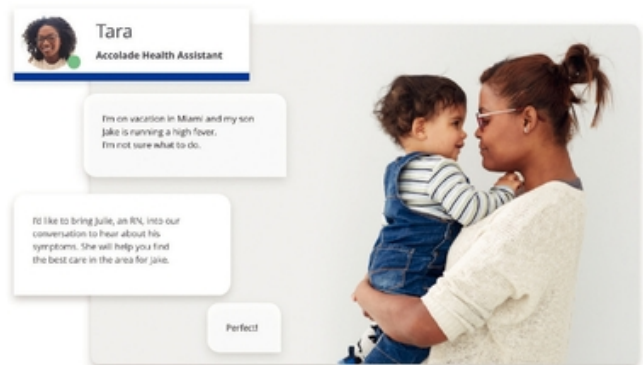 Tara
Accolade Health Assistant
I'm on vacation in Miami and my son
Jake is running a high fever.
I'm not sure what to do.
I'd like to bring Julie, an RN, into our
conversation to hear about his
symptoms. She will help you find
the best care in the area for Jake.
Perfect!